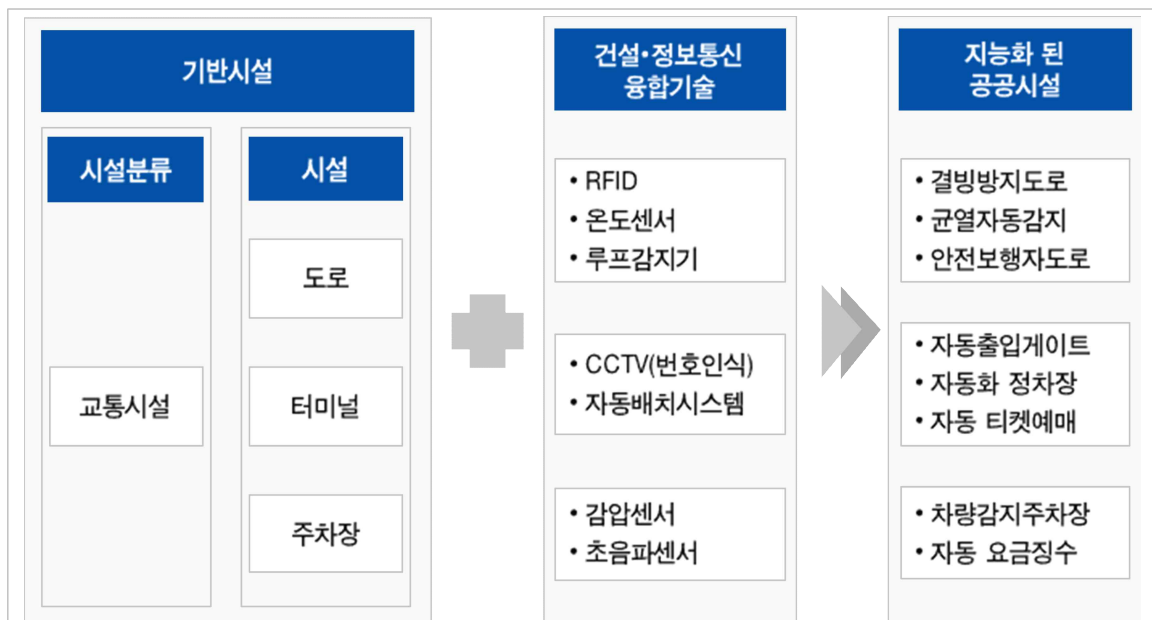 기반시설
시설분류
시설
교통시설
도로
터미널
주차장
건설•정보통신
융합기술
• RFID
• 온도센서
• 루프감지기
• CCTV(번호인식)
• 자동배치시스템
• 감압센서
• 초음파센서
지능화 된
공공시설
• 결빙방지도로
• 균열자동감지
• 안전보행자도로
• 자동출입게이트
• 자동화 정차장
• 자동 티켓예매
• 차량감지주차장
• 자동 요금징수